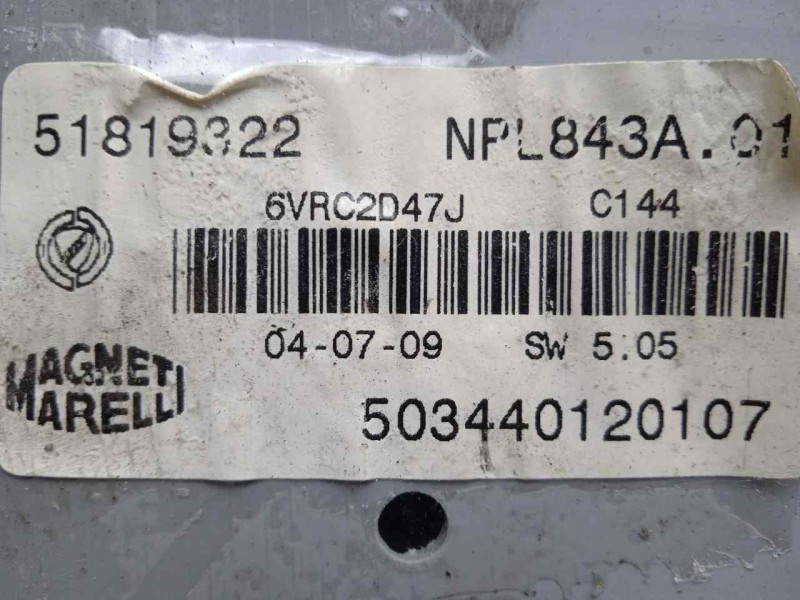 51819322 NPL843A.01
6VRC2D47J C144
04-07-09 SW 5.05
MAGNETI
MARELLI
503440120107